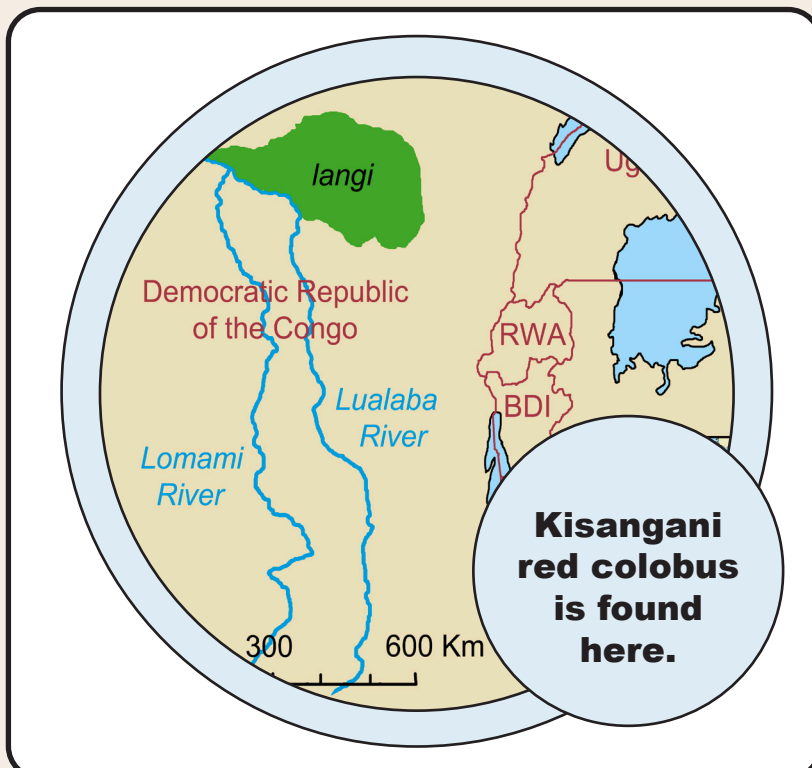 langi
Ug
Democratic Republic
of the Congo
RWA
BDI
Lualaba
River
Lomami
River
300 600 Km
Kisangani
red colobus
is found
here.